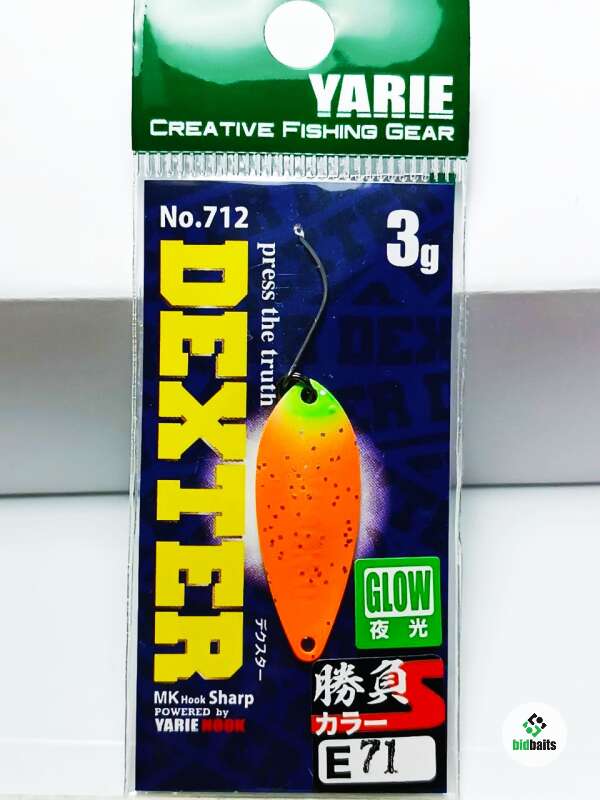 YARIE
CREATIVE FISHING GEAR
No.712
3g
DEXTER
press the truth
デクスター
GLOW
夜光
勝負S
カラー
E 71
MK Hook Sharp
POWERED by
YARIE HOOK
bidbaits